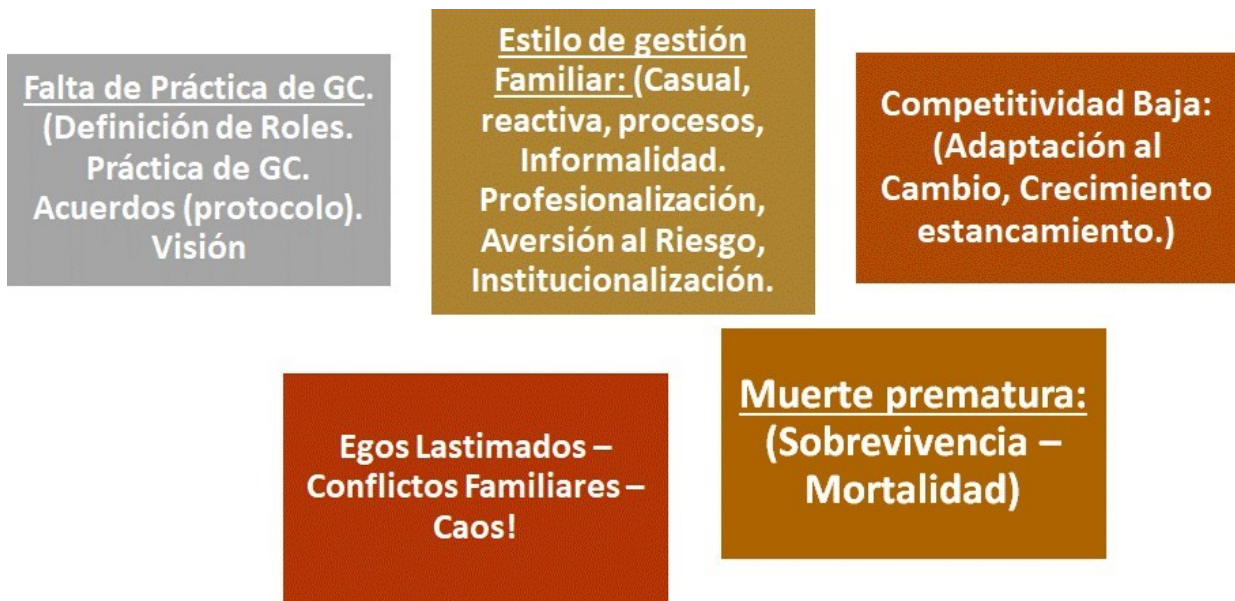 Falta de Práctica de GC.
(Definición de Roles.
Práctica de GC.
Acuerdos (protocolo).
Visión
Estilo de gestión
Familiar: (Casual,
reactiva, procesos,
Informalidad.
Profesionalización,
Aversión al Riesgo,
Institucionalización.
Competitividad Baja:
(Adaptación al
Cambio, Crecimiento
estancamiento.)
Egos Lastimados –
Conflictos Familiares –
Caos!
Muerte prematura:
(Sobrevivencia –
Mortalidad)